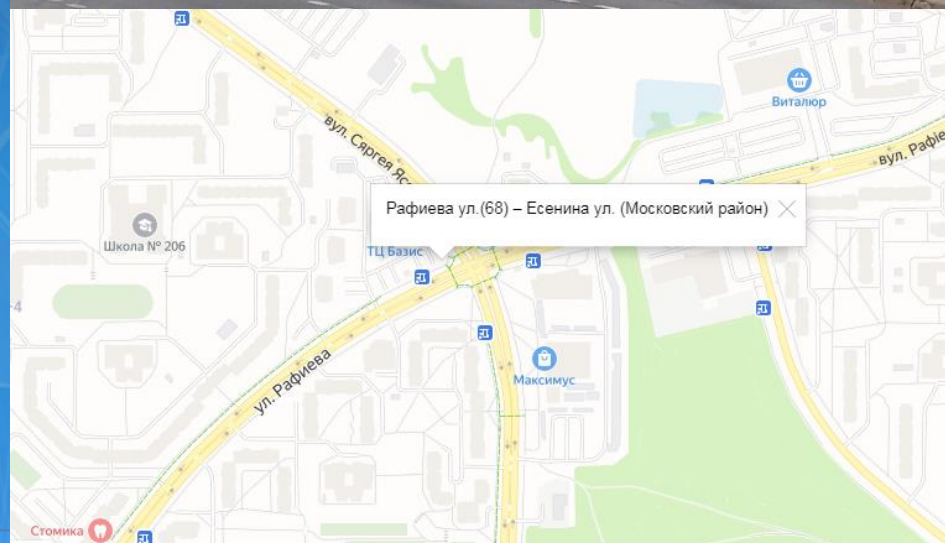 Виталюр
вул. Сяргея Яс
вул. Рафіе
Рафиева ул.(68) – Есенина ул. (Московский район)
Школа № 206
ТЦ Базис
-4
Максимус
ул. Рафиева
Стомика